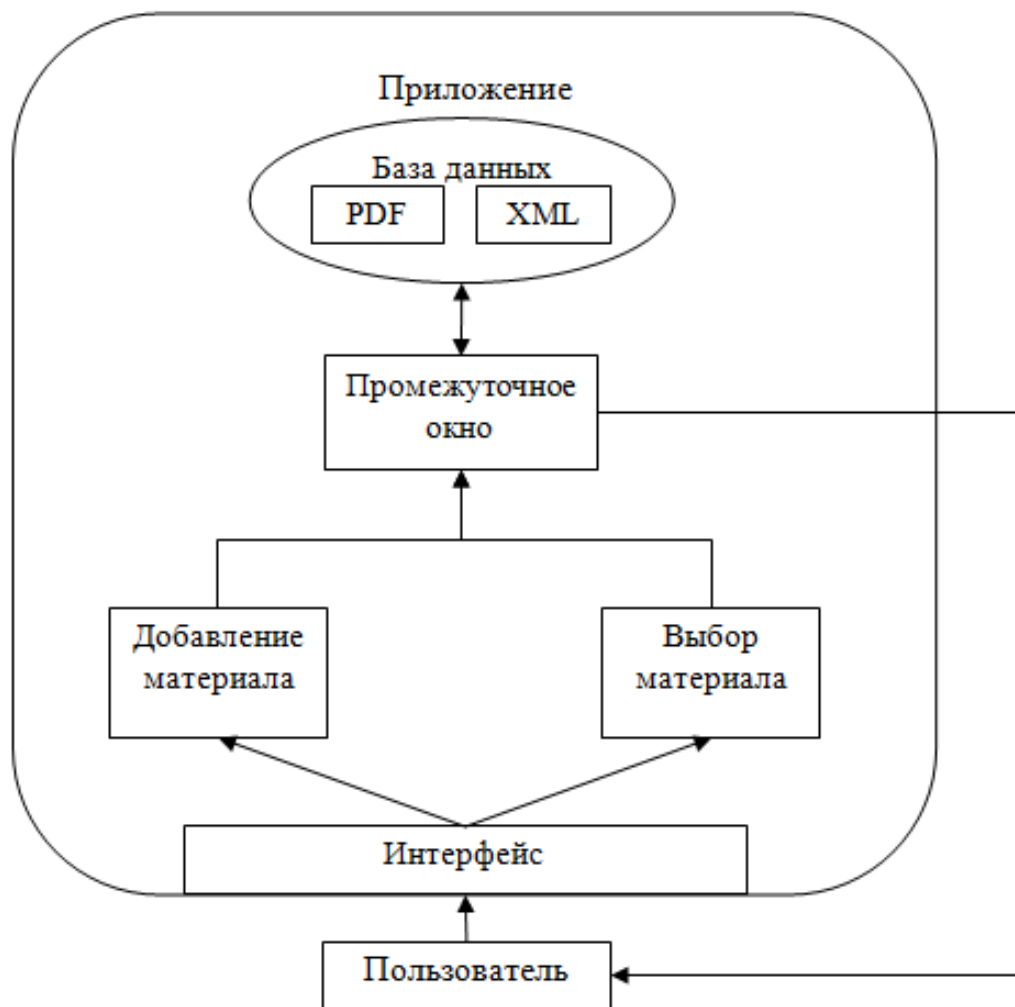 Приложение
База данных
PDF
XML
Промежуточное
окно
Добавление
материала
Выбор
материала
Интерфейс
Пользователь